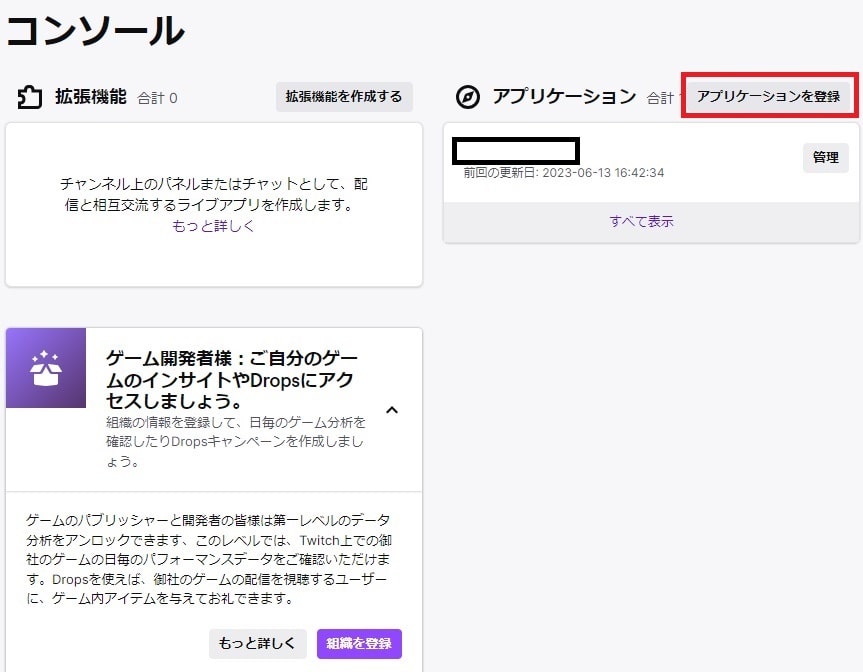 コンソール
拡張機能 合計 0
拡張機能を作成する
チャンネル上のパネルまたはチャットとして、配
信と相互交流するライブアプリを作成します。
もっと詳しく
ゲーム開発者様：ご自分のゲー
ムのインサイトやDropsにアク
セスしましょう。
組織の情報を登録して、日毎のゲーム分析を
確認したりDropsキャンペーンを作成しまし
ょう。
ゲームのパブリッシャーと開発者の皆様は第一レベルのデータ
分析をアンロックできます、このレベルでは、Twitch上での御
社のゲームの日毎のパフォーマンスデータをご確認いただけま
す。Dropsを使えば、御社のゲームの配信を視聴するユーザー
に、ゲーム内アイテムを与えてお礼できます。
もっと詳しく
組織を登録
アプリケーション 合計
アプリケーションを登録
前回の更新日: 2023-06-13 16:42:34
管理
すべて表示